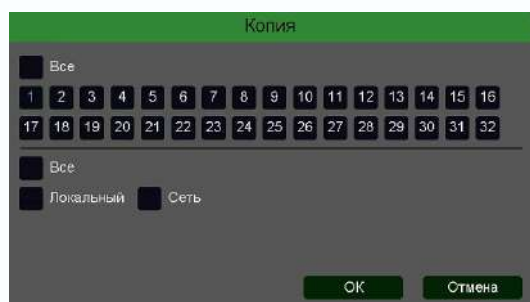 Копия
Все
1 2 3 4 5 6 7 8 9 10 11 12 13 14 15 16
17 18 19 20 21 22 23 24 25 26 27 28 29 30 31 32
Все
Локальный Сеть
ОК Отмена